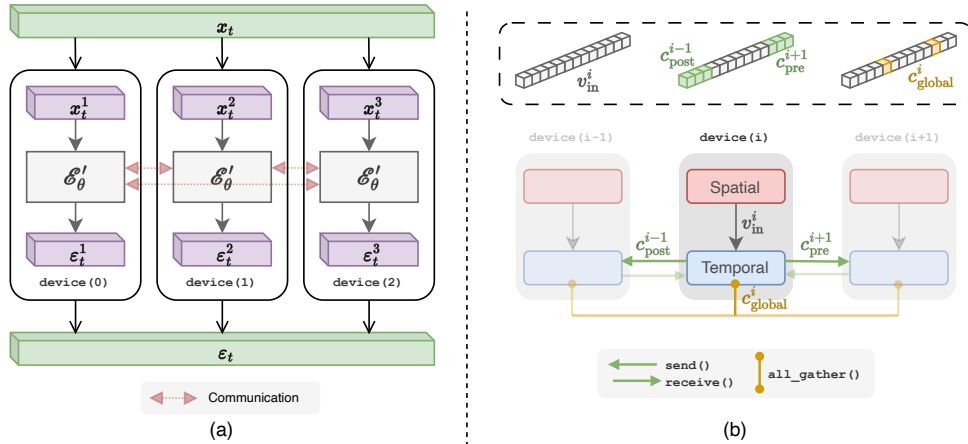 x_t
x_t^1 x_t^2 x_t^3
ℰ′_θ ℰ′_θ ℰ′_θ
ε_t^1 ε_t^2 ε_t^3
device(0) device(1) device(2)
ε_t
Communication
(a)
v_in^i
c_post^{i-1} c_pre^{i+1}
c_global^i
device(i-1) device(i) device(i+1)
Spatial
v_in^i
c_post^{i-1} c_pre^{i+1}
Temporal
c_global^i
send()
receive()
all_gather()
(b)